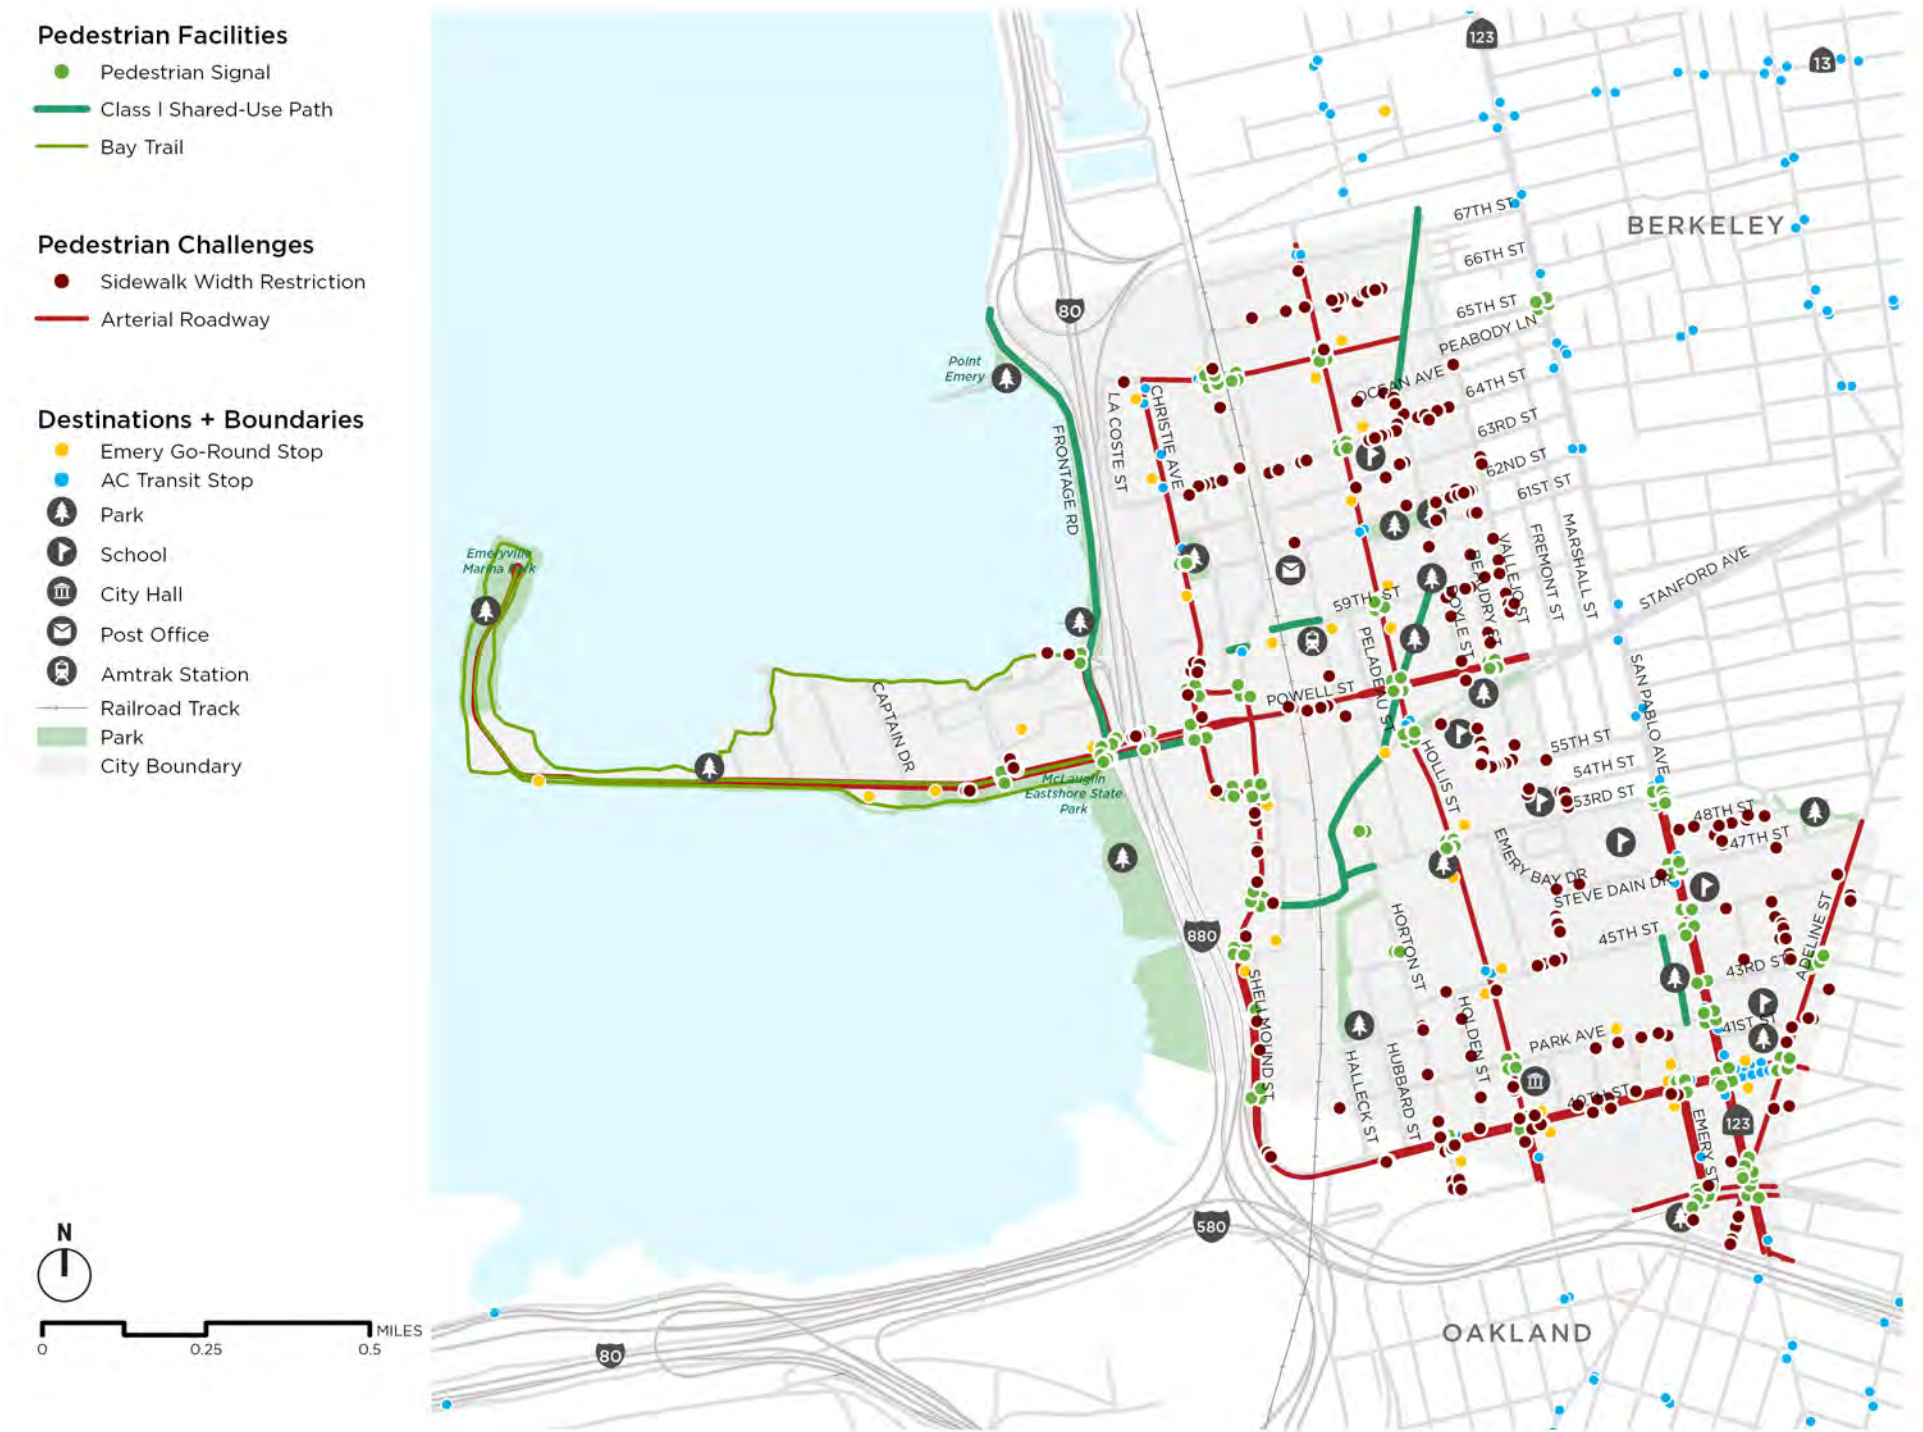 Pedestrian Facilities
Pedestrian Signal
Class I Shared-Use Path
Bay Trail
Pedestrian Challenges
Sidewalk Width Restriction
Arterial Roadway
Destinations + Boundaries
Emery Go-Round Stop
AC Transit Stop
Park
School
City Hall
Post Office
Amtrak Station
Railroad Track
Park
City Boundary
N
MILES
0
0.25
0.5
123
13
BERKELEY
67TH ST
66TH ST
65TH ST
PEABODY LN
OCEAN AVE
64TH ST
63RD ST
62ND ST
61ST ST
80
Point
Emery
FRONTAGE RD
LA COSTE ST
CHRISTIE AVE
Emeryville
Marina Park
VALLEJO ST
BEAUDRY ST
DOYLE ST
FREMONT ST
MARSHALL ST
STANFORD AVE
59TH ST
PELADEAU ST
POWELL ST
CAPTAIN DR
McLaughlin
Eastshore State
Park
HOLLIS ST
SAN PABLO AVE
55TH ST
54TH ST
53RD ST
48TH ST
47TH ST
EMERY BAY DR
STEVE DAIN DR
45TH ST
43RD ST
ADELINE ST
41ST ST
880
SHELLMOUND ST
HORTON ST
HOLDEN ST
HALLECK ST
HUBBARD ST
PARK AVE
40TH ST
EMERY ST
123
580
OAKLAND
80